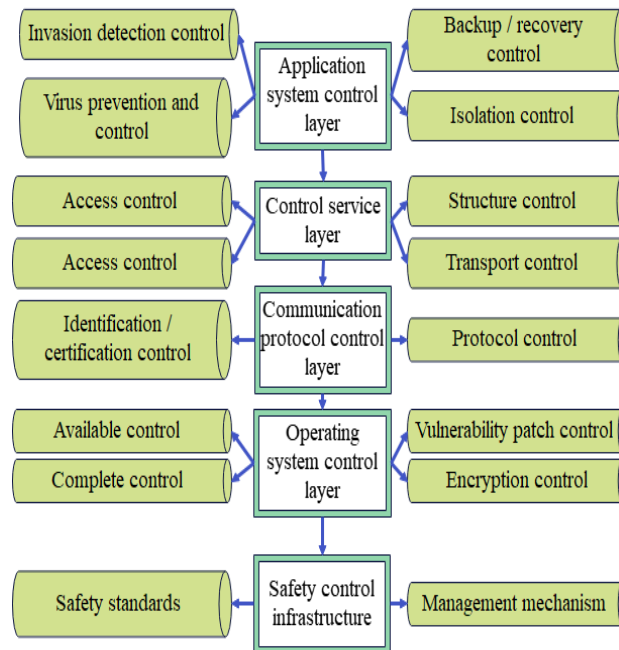 Invasion detection control
Virus prevention and
control
Application
system control
layer
Backup / recovery
control
Isolation control
Access control
Access control
Control service
layer
Structure control
Transport control
Identification /
certification control
Communication
protocol control
layer
Protocol control
Available control
Complete control
Operating
system control
layer
Vulnerability patch control
Encryption control
Safety standards
Safety control
infrastructure
Management mechanism